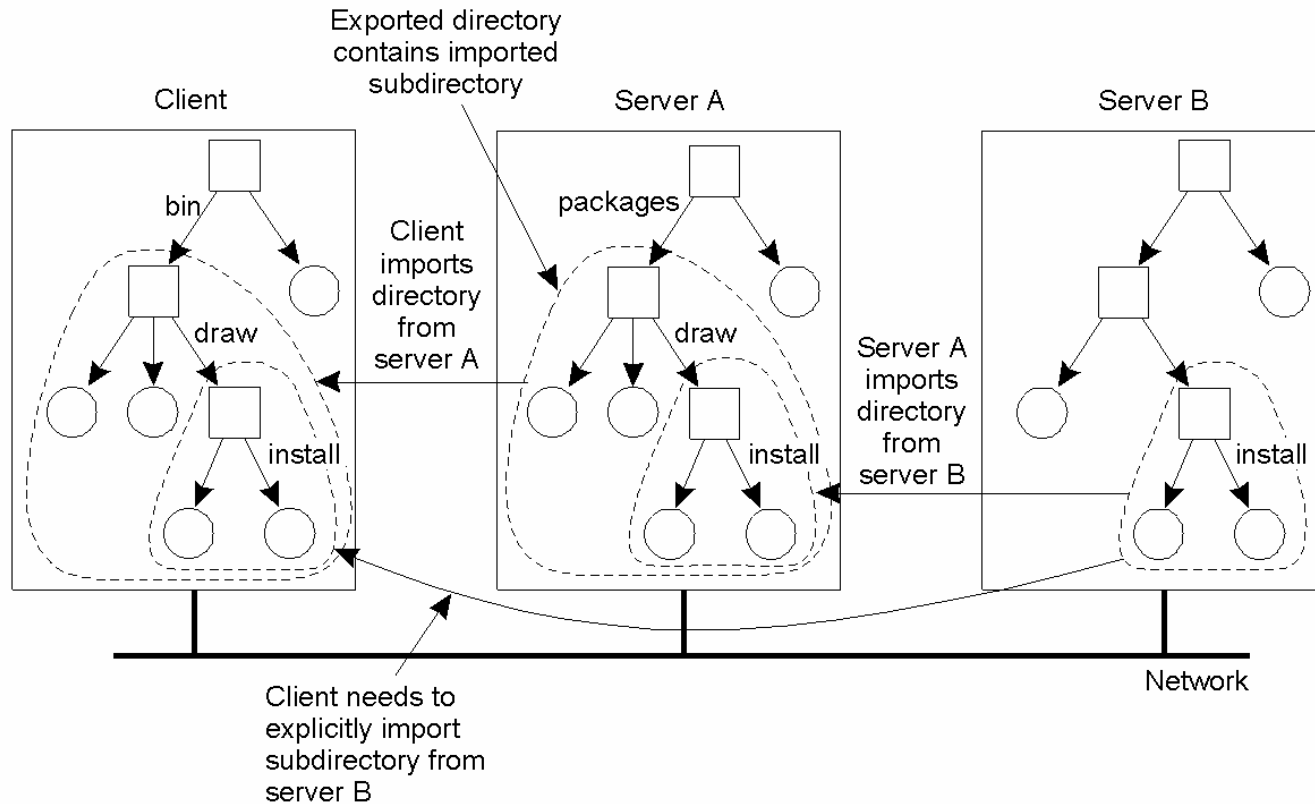 Exported directory
contains imported
subdirectory
Client
Server A
Server B
bin
packages
Client
imports
directory
from
server A
draw
draw
Server A
imports
directory
from
server B
install
install
install
Network
Client needs to
explicitly import
subdirectory from
server B